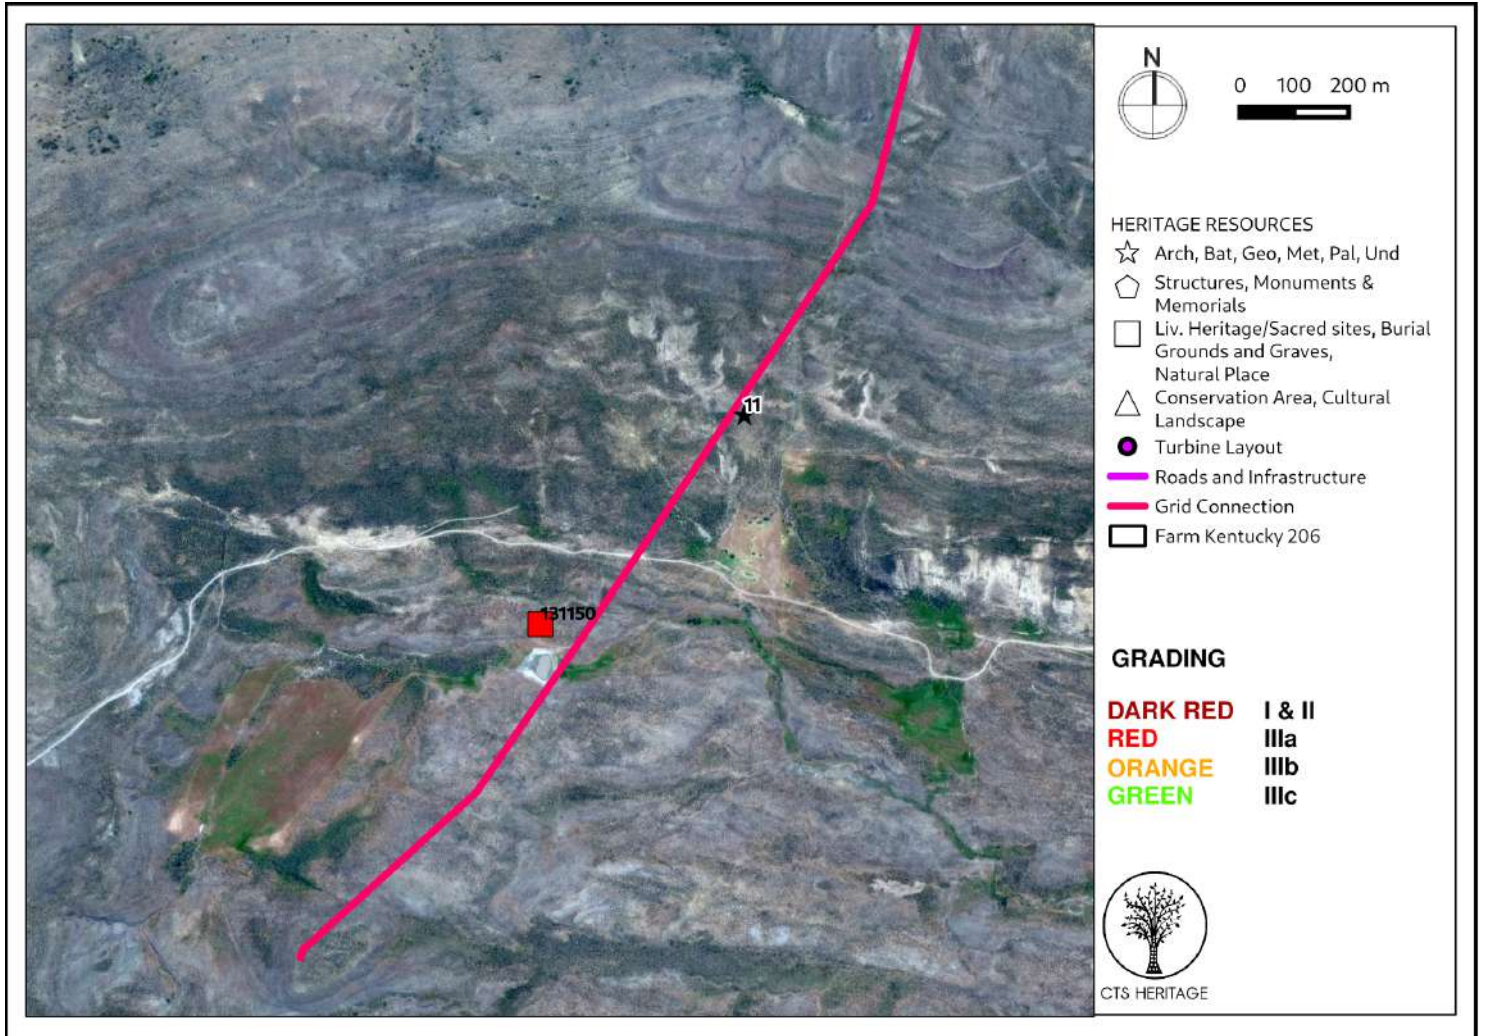 11
131150
N
0 100 200 m
HERITAGE RESOURCES
Arch, Bat, Geo, Met, Pal, Und
Structures, Monuments &
Memorials
Liv. Heritage/Sacred sites, Burial
Grounds and Graves,
Natural Place
Conservation Area, Cultural
Landscape
Turbine Layout
Roads and Infrastructure
Grid Connection
Farm Kentucky 206
GRADING
DARK RED I & II
RED IIIa
ORANGE IIIb
GREEN IIIc
CTS HERITAGE